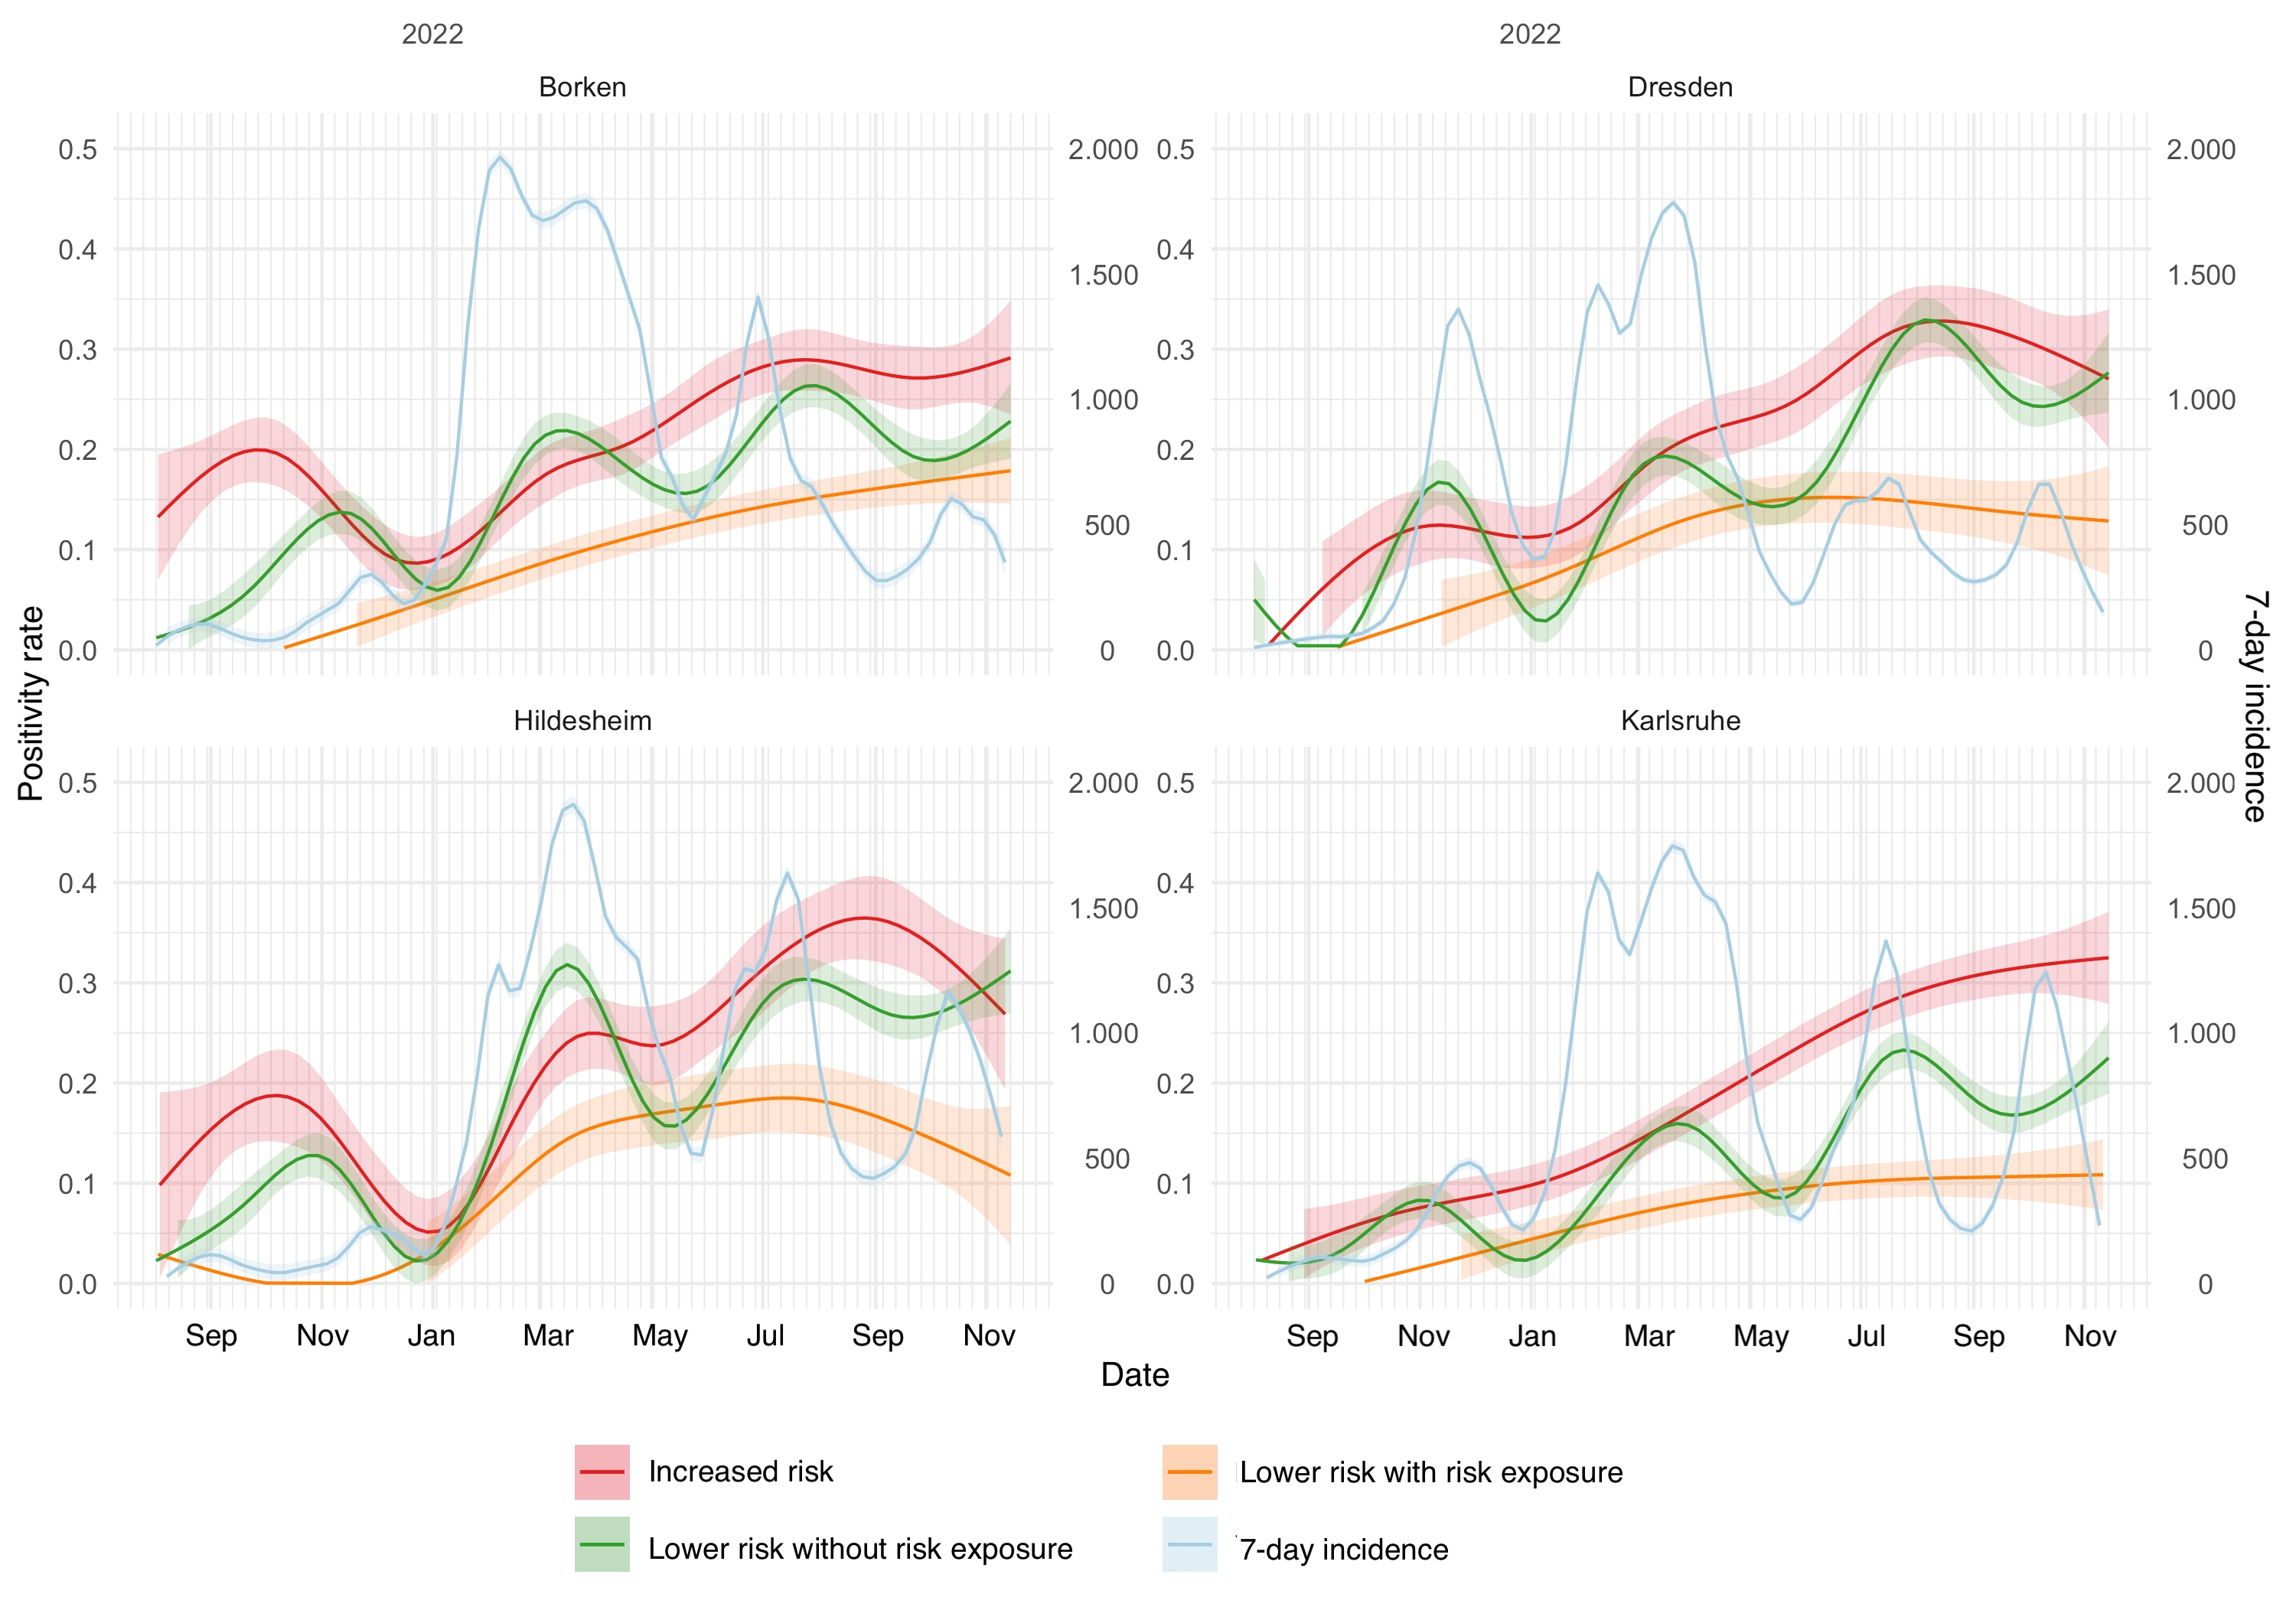 2022 2022
Borken Dresden
0.5 2.000 0.5 2.000
0.4 0.4
1.500 1.500
0.3 0.3
1.000 1.000
0.2 0.2
500 500
0.1 0.1
0.0 0 0.0 0
Positivity rate
7-day incidence
Hildesheim Karlsruhe
0.5 2.000 0.5 2.000
0.4 0.4
1.500 1.500
0.3 0.3
1.000 1.000
0.2 0.2
500 500
0.1 0.1
0.0 0 0.0 0
Sep Nov Jan Mar May Jul Sep Nov Sep Nov Jan Mar May Jul Sep Nov
Date
Increased risk Lower risk with risk exposure
Lower risk without risk exposure 7-day incidence